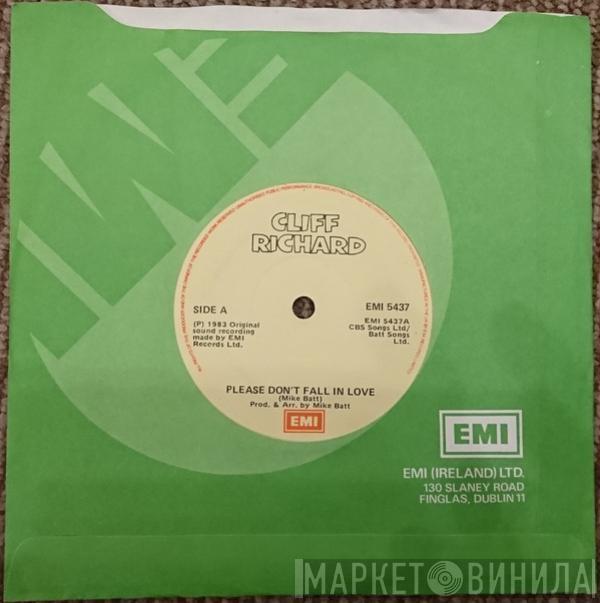 CLIFF
RICHARD
SIDE A
EMI 5437
(P) 1983 Original
sound recording
made by EMI
Records Ltd.
EMI 5437A
CBS Songs Ltd/
Batt Songs
Ltd.
PLEASE DON'T FALL IN LOVE
(Mike Batt)
Prod. & Arr. by Mike Batt
EMI
EMI
EMI (IRELAND) LTD.
130 SLANEY ROAD
FINGLAS, DUBLIN 11
МАРКЕТ ВИНИЛА